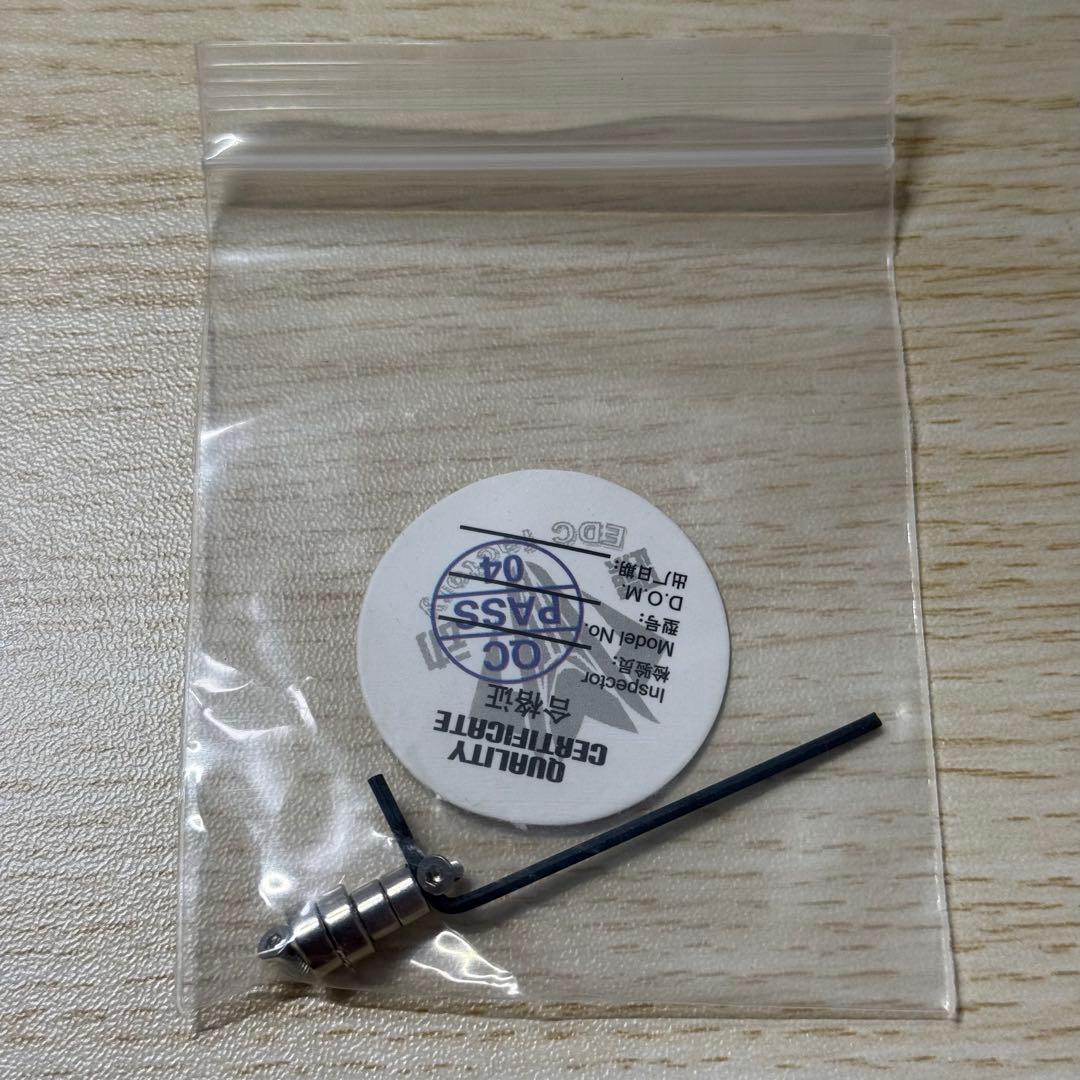 QUALITY
CERTIFICATE
合格证
Inspector
检验员:
Model No.
型号:
D.O.M.
出厂日期:
QC
PASS
04
EDC